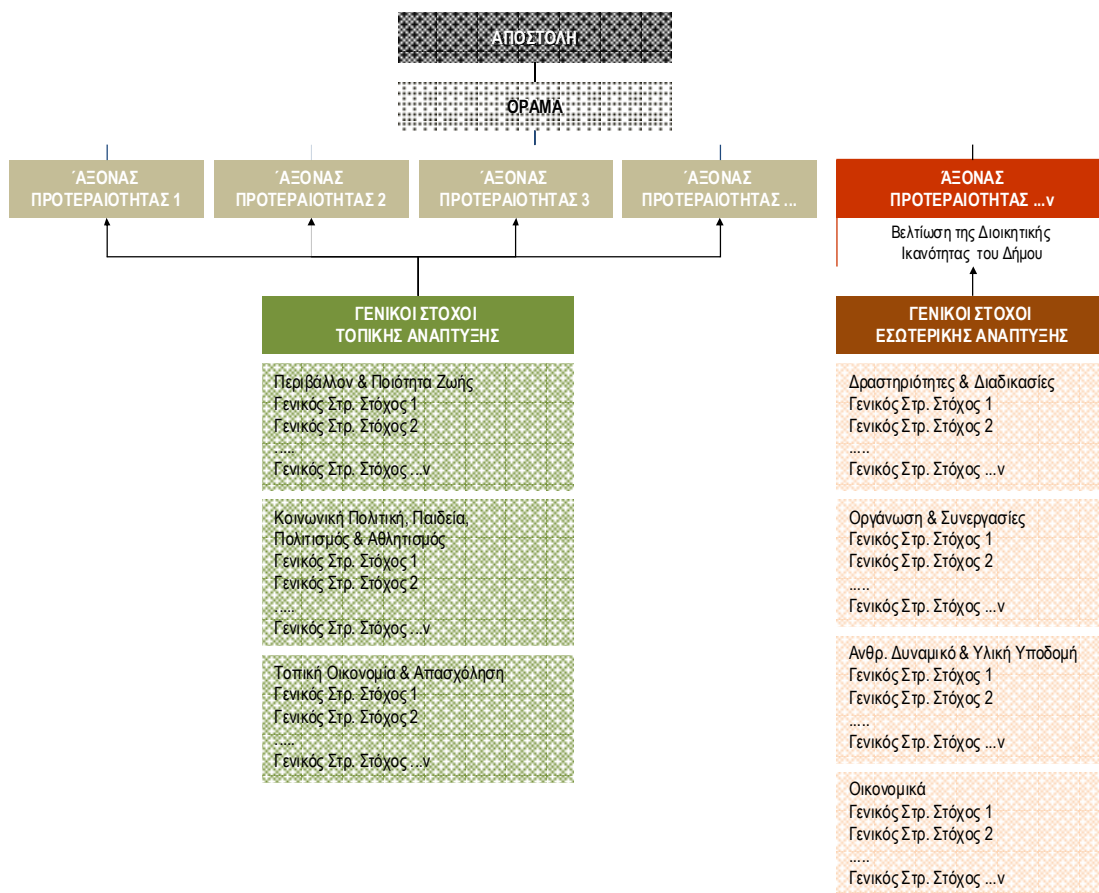 ΑΠΟΣΤΟΛΗ
ΟΡΑΜΑ
΄ΑΞΟΝΑΣ
ΠΡΟΤΕΡΑΙΟΤΗΤΑΣ 1
΄ΑΞΟΝΑΣ
ΠΡΟΤΕΡΑΙΟΤΗΤΑΣ 2
΄ΑΞΟΝΑΣ
ΠΡΟΤΕΡΑΙΟΤΗΤΑΣ 3
΄ΑΞΟΝΑΣ
ΠΡΟΤΕΡΑΙΟΤΗΤΑΣ ...
ΆΞΟΝΑΣ
ΠΡΟΤΕΡΑΙΟΤΗΤΑΣ ...ν
Βελτίωση της Διοικητικής
Ικανότητας του Δήμου
ΓΕΝΙΚΟΙ ΣΤΟΧΟΙ
ΤΟΠΙΚΗΣ ΑΝΑΠΤΥΞΗΣ
Περιβάλλον & Ποιότητα Ζωής
Γενικός Στρ. Στόχος 1
Γενικός Στρ. Στόχος 2
.....
Γενικός Στρ. Στόχος ...ν
Κοινωνική Πολιτική, Παιδεία,
Πολιτισμός & Αθλητισμός
Γενικός Στρ. Στόχος 1
Γενικός Στρ. Στόχος 2
.....
Γενικός Στρ. Στόχος ...ν
Τοπική Οικονομία & Απασχόληση
Γενικός Στρ. Στόχος 1
Γενικός Στρ. Στόχος 2
.....
Γενικός Στρ. Στόχος ...ν
ΓΕΝΙΚΟΙ ΣΤΟΧΟΙ
ΕΣΩΤΕΡΙΚΗΣ ΑΝΑΠΤΥΞΗΣ
Δραστηριότητες & Διαδικασίες
Γενικός Στρ. Στόχος 1
Γενικός Στρ. Στόχος 2
.....
Γενικός Στρ. Στόχος ...ν
Οργάνωση & Συνεργασίες
Γενικός Στρ. Στόχος 1
Γενικός Στρ. Στόχος 2
.....
Γενικός Στρ. Στόχος ...ν
Ανθρ. Δυναμικό & Υλική Υποδομή
Γενικός Στρ. Στόχος 1
Γενικός Στρ. Στόχος 2
.....
Γενικός Στρ. Στόχος ...ν
Οικονομικά
Γενικός Στρ. Στόχος 1
Γενικός Στρ. Στόχος 2
.....
Γενικός Στρ. Στόχος ...ν